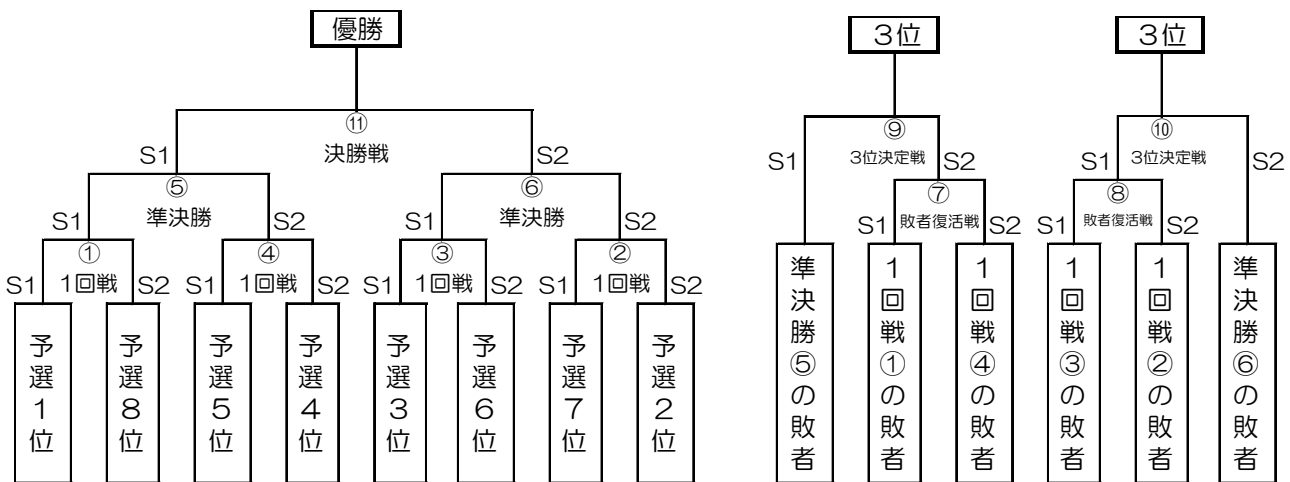 優勝
⑪
決勝戦
S1
S2
⑤
準決勝
S1
S2
⑥
準決勝
S1
S2
①
1回戦
S1
S2
④
1回戦
S1
S2
③
1回戦
S1
S2
②
1回戦
S1
S2
予選1位
予選8位
予選5位
予選4位
予選3位
予選6位
予選7位
予選2位
3位
⑨
3位決定戦
S1
S2
⑦
敗者復活戦
S1
S2
準決勝⑤の敗者
1回戦①の敗者
1回戦④の敗者
3位
⑩
3位決定戦
S1
S2
⑧
敗者復活戦
S1
S2
1回戦③の敗者
1回戦②の敗者
準決勝⑥の敗者